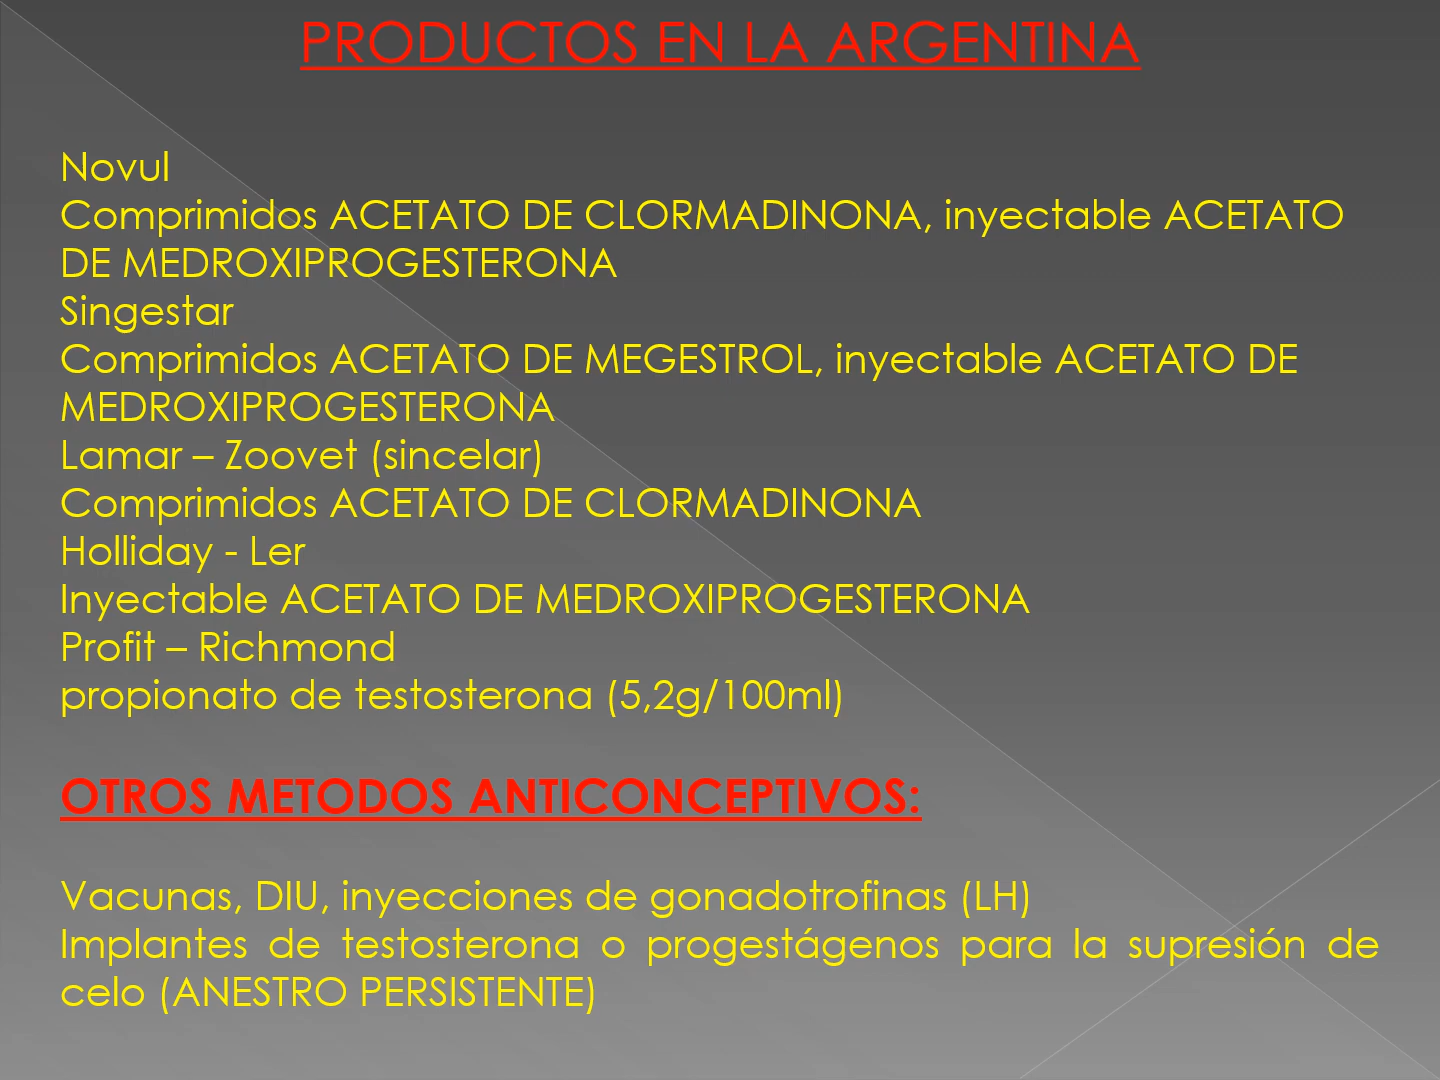 PRODUCTOS EN LA ARGENTINA
Novul
Comprimidos ACETATO DE CLORMADINONA, inyectable ACETATO
DE MEDROXIPROGESTERONA
Singestar
Comprimidos ACETATO DE MEGESTROL, inyectable ACETATO DE
MEDROXIPROGESTERONA
Lamar – Zoovet (sincelar)
Comprimidos ACETATO DE CLORMADINONA
Holliday - Ler
Inyectable ACETATO DE MEDROXIPROGESTERONA
Profit – Richmond
propionato de testosterona (5,2g/100ml)
OTROS METODOS ANTICONCEPTIVOS:
Vacunas, DIU, inyecciones de gonadotrofinas (LH)
Implantes de testosterona o progestágenos para la supresión de
celo (ANESTRO PERSISTENTE)